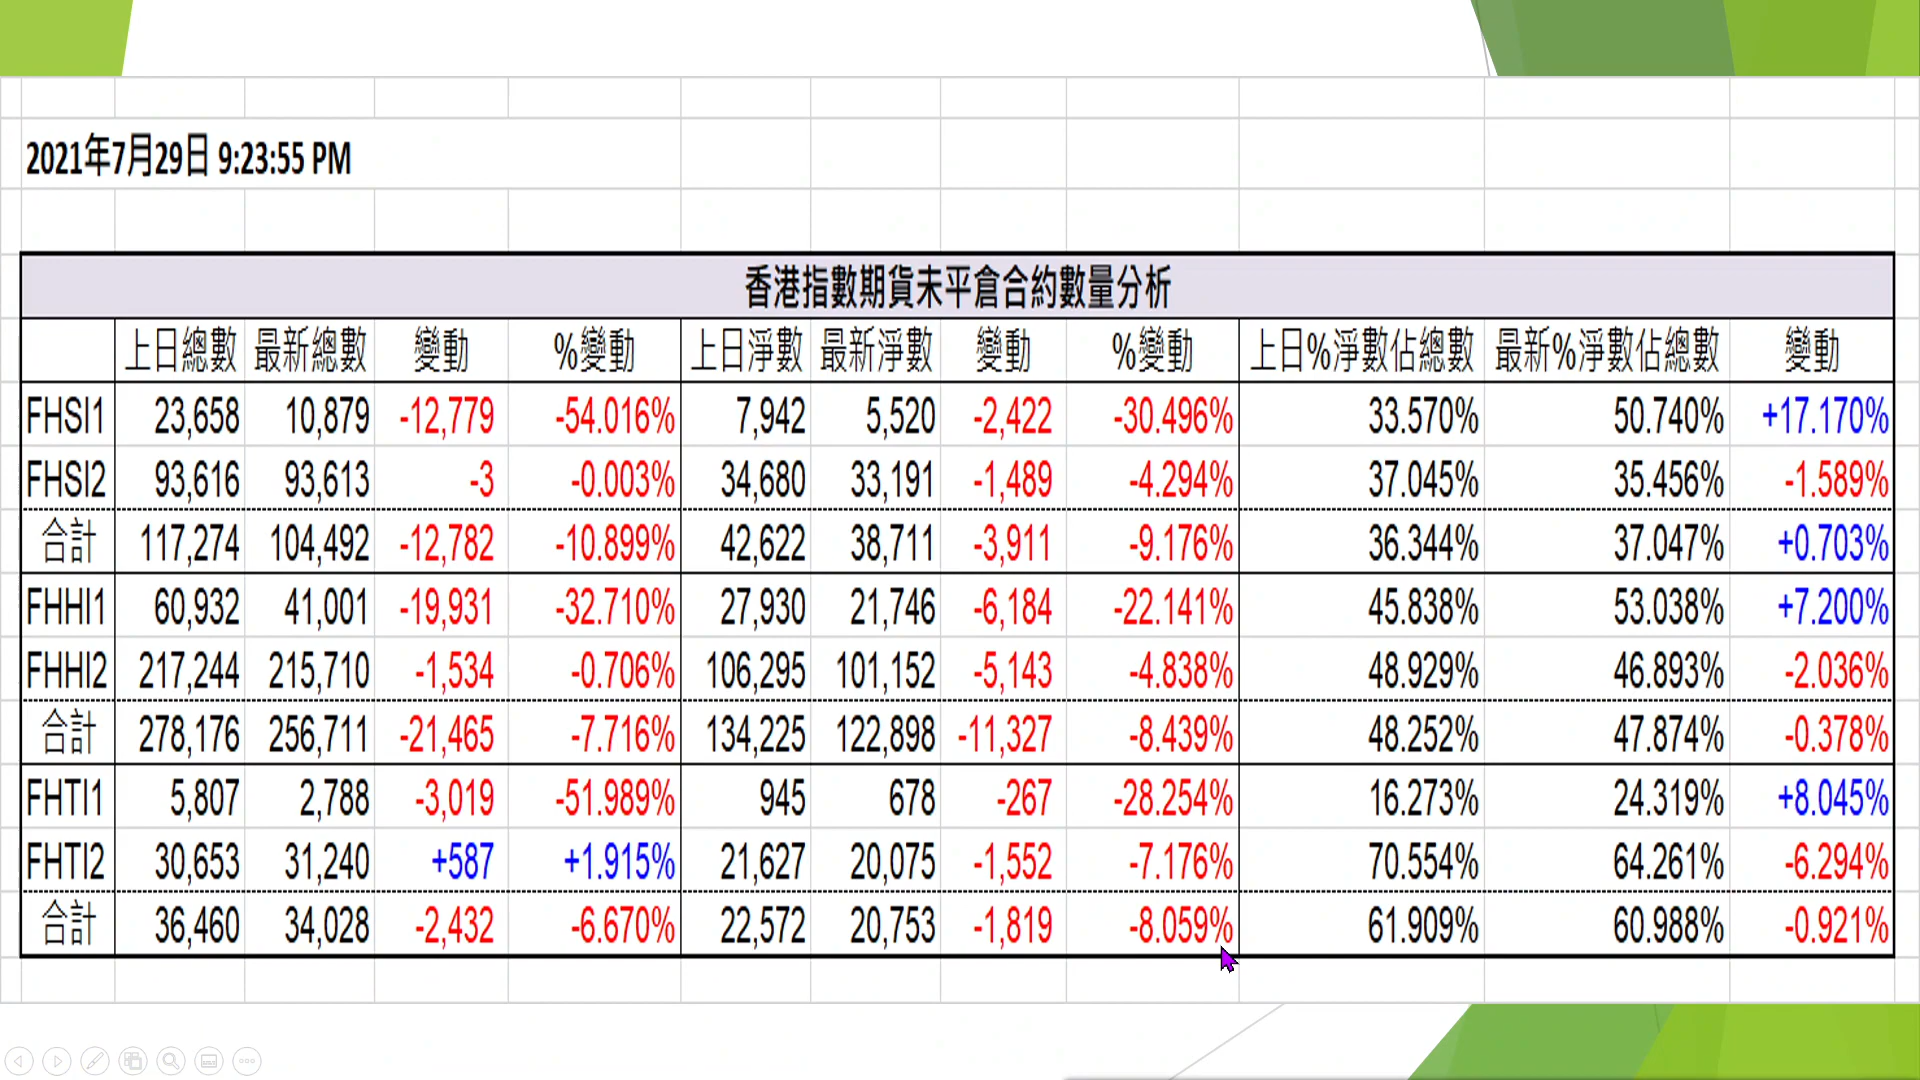 2021年7月29日 9:23:55 PM
香港指數期貨未平倉合約數量分析
上日總數 最新總數 變動 %變動 上日淨數 最新淨數 變動 %變動 上日%淨數佔總數 最新%淨數佔總數 變動
FHSI1 23,658 10,879 -12,779 -54.016% 7,942 5,520 -2,422 -30.496% 33.570% 50.740% +17.170%
FHSI2 93,616 93,613 -3 -0.003% 34,680 33,191 -1,489 -4.294% 37.045% 35.456% -1.589%
合計 117,274 104,492 -12,782 -10.899% 42,622 38,711 -3,911 -9.176% 36.344% 37.047% +0.703%
FHHI1 60,932 41,001 -19,931 -32.710% 27,930 21,746 -6,184 -22.141% 45.838% 53.038% +7.200%
FHHI2 217,244 215,710 -1,534 -0.706% 106,295 101,152 -5,143 -4.838% 48.929% 46.893% -2.036%
合計 278,176 256,711 -21,465 -7.716% 134,225 122,898 -11,327 -8.439% 48.252% 47.874% -0.378%
FHTI1 5,807 2,788 -3,019 -51.989% 945 678 -267 -28.254% 16.273% 24.319% +8.045%
FHTI2 30,653 31,240 +587 +1.915% 21,627 20,075 -1,552 -7.176% 70.554% 64.261% -6.294%
合計 36,460 34,028 -2,432 -6.670% 22,572 20,753 -1,819 -8.059% 61.909% 60.988% -0.921%